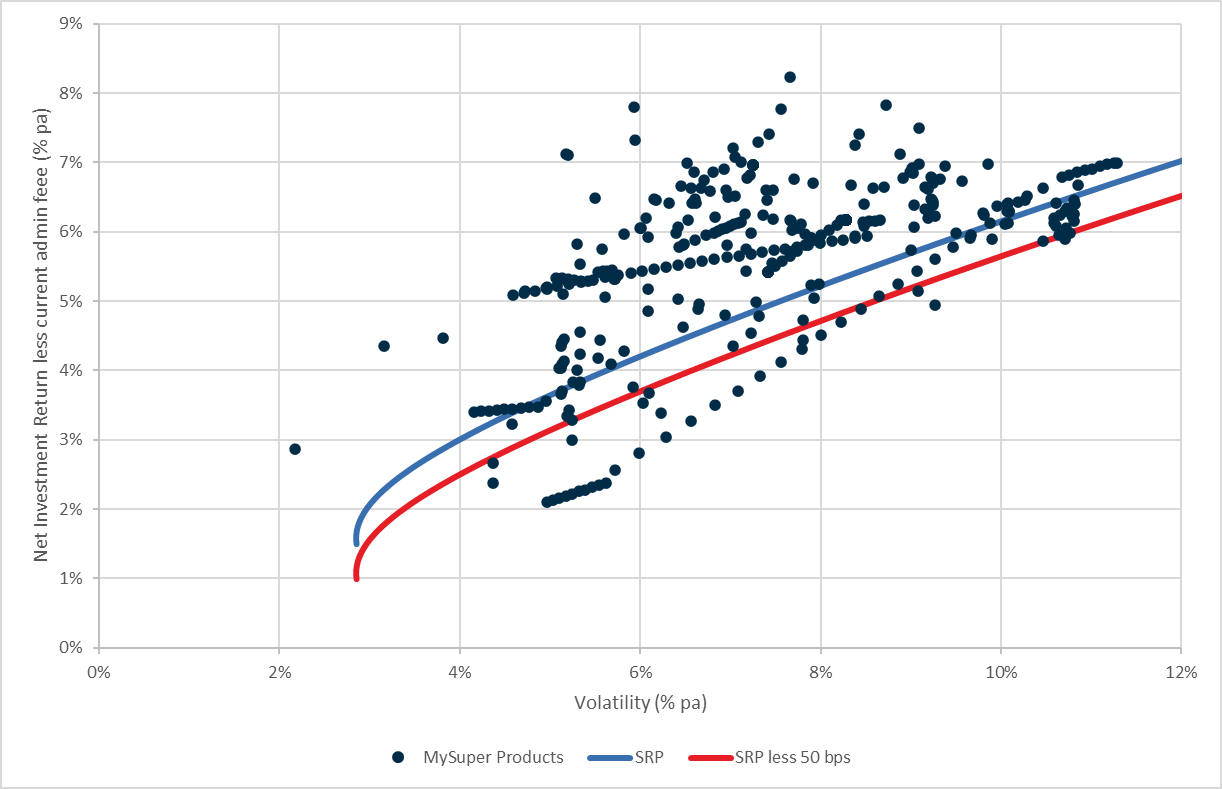 9%
8%
7%
6%
5%
4%
3%
2%
1%
0%
Net Investment Return less current admin feee (% pa)
0% 2% 4% 6% 8% 10% 12%
Volatility (% pa)
MySuper Products SRP SRP less 50 bps